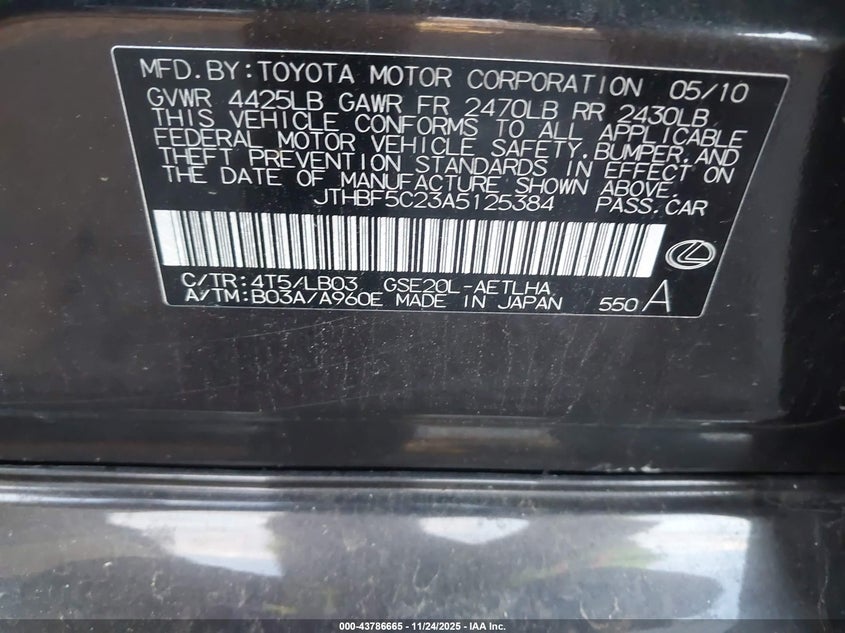 MFD.BY:TOYOTA MOTOR CORPORATION 05/10
GVWR 4425LB GAWR FR 2470LB RR 2430LB
THIS VEHICLE CONFORMS TO ALL APPLICABLE
FEDERAL MOTOR VEHICLE SAFETY,BUMPER,AND
THEFT PREVENTION STANDARDS IN EFFECT ON
THE DATE OF MANUFACTURE SHOWN ABOVE.
JTHBF5C23A5125384 PASS.CAR
C/TR:4T5/LB03 GSE20L-AETLHA
A/TM:B03A/A960E MADE IN JAPAN 550 A
000-43786665 - 11/24/2025 - IAA Inc.